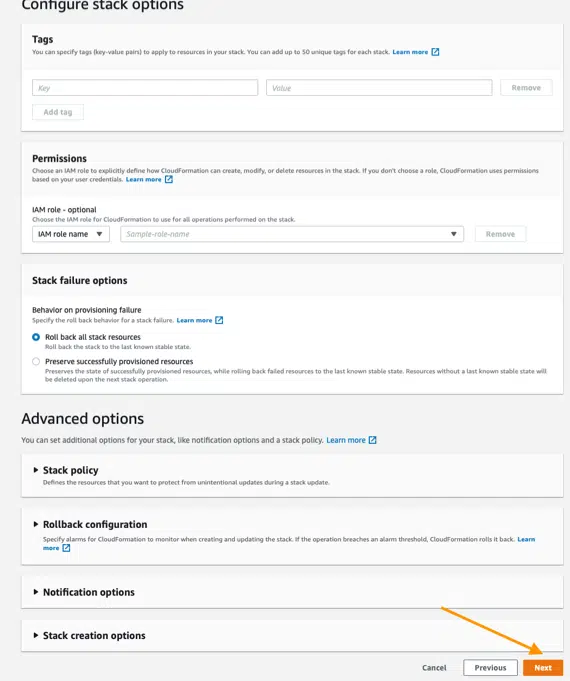 Configure stack options
Tags
You can specify tags (key-value pairs) to apply to resources in your stack. You can add up to 50 unique tags for each stack. Learn more
Key
Value
Remove
Add tag
Permissions
Choose an IAM role to explicitly define how CloudFormation can create, modify, or delete resources in the stack. If you don't choose a role, CloudFormation uses permissions
based on your user credentials. Learn more
IAM role - optional
Choose the IAM role for CloudFormation to use for all operations performed on the stack.
IAM role name
Sample-role-name
Remove
Stack failure options
Behavior on provisioning failure
Specify the roll back behavior for a stack failure. Learn more
Roll back all stack resources
Roll back the stack to the last known stable state.
Preserve successfully provisioned resources
Preserves the state of successfully provisioned resources, while rolling back failed resources to the last known stable state. Resources without a last known stable state will
be deleted upon the next stack operation.
Advanced options
You can set additional options for your stack, like notification options and a stack policy. Learn more
Stack policy
Defines the resources that you want to protect from unintentional updates during a stack update.
Rollback configuration
Specify alarms for CloudFormation to monitor when creating and updating the stack. If the operation breaches an alarm threshold, CloudFormation rolls it back. Learn
more
Notification options
Stack creation options
Cancel
Previous
Next